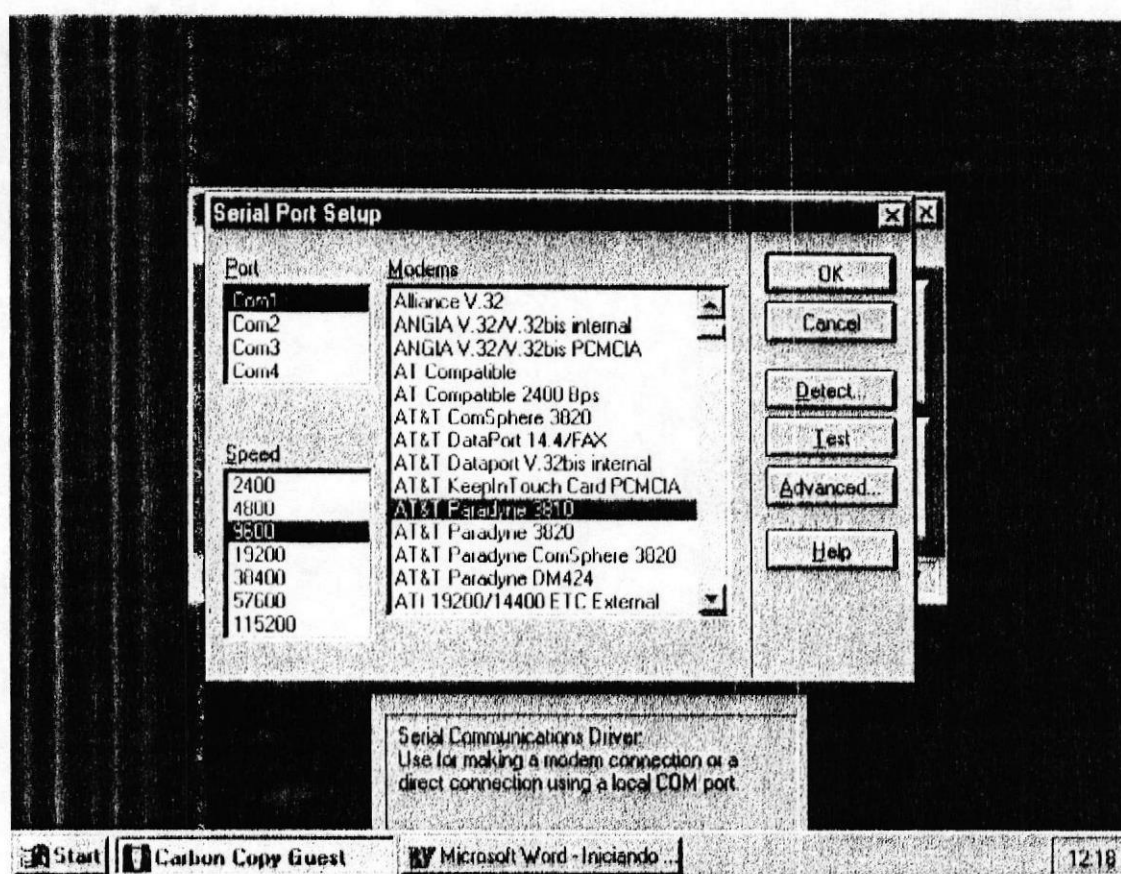 Serial Port Setup
Port
Com1
Com2
Com3
Com4
Speed
2400
4800
9600
19200
38400
57600
115200
Modems
Alliance V.32
ANGIA V.32/V.32bis internal
ANGIA V.32/V.32bis PCMCIA
AT Compatible
AT Compatible 2400 Bps
AT&T ComSphere 3820
AT&T DataPort 14.4/FAX
AT&T Dataport V.32bis internal
AT&T KeepInTouch Card PCMCIA
AT&T Paradyne 3810
AT&T Paradyne 3820
AT&T Paradyne ComSphere 3820
AT&T Paradyne DM424
ATI 19200/14400 ETC External
OK
Cancel
Detect...
Test
Advanced...
Help
Serial Communications Driver:
Use for making a modem connection or a
direct connection using a local COM port.
Start
Carbon Copy Guest
Microsoft Word - Iniciando ...
12:18